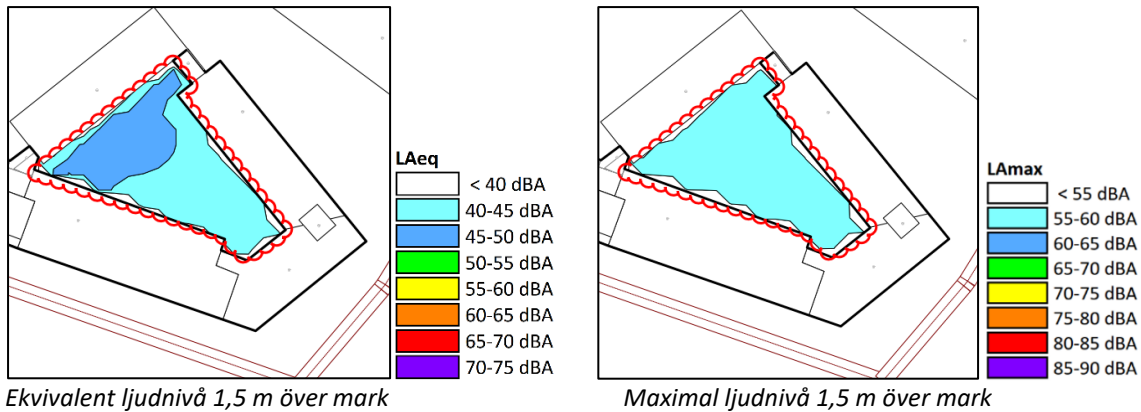 LAeq
< 40 dBA
40-45 dBA
45-50 dBA
50-55 dBA
55-60 dBA
60-65 dBA
65-70 dBA
70-75 dBA
Ekvivalent ljudnivå 1,5 m över mark
LAmax
< 55 dBA
55-60 dBA
60-65 dBA
65-70 dBA
70-75 dBA
75-80 dBA
80-85 dBA
85-90 dBA
Maximal ljudnivå 1,5 m över mark